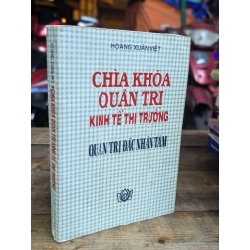 HOÀNG XUÂN VIỆT
CHÌA KHÓA
QUẢN TRỊ
KINH TẾ THỊ TRƯỜNG
QUẢN TRỊ ĐẮC NHÂN TÂM